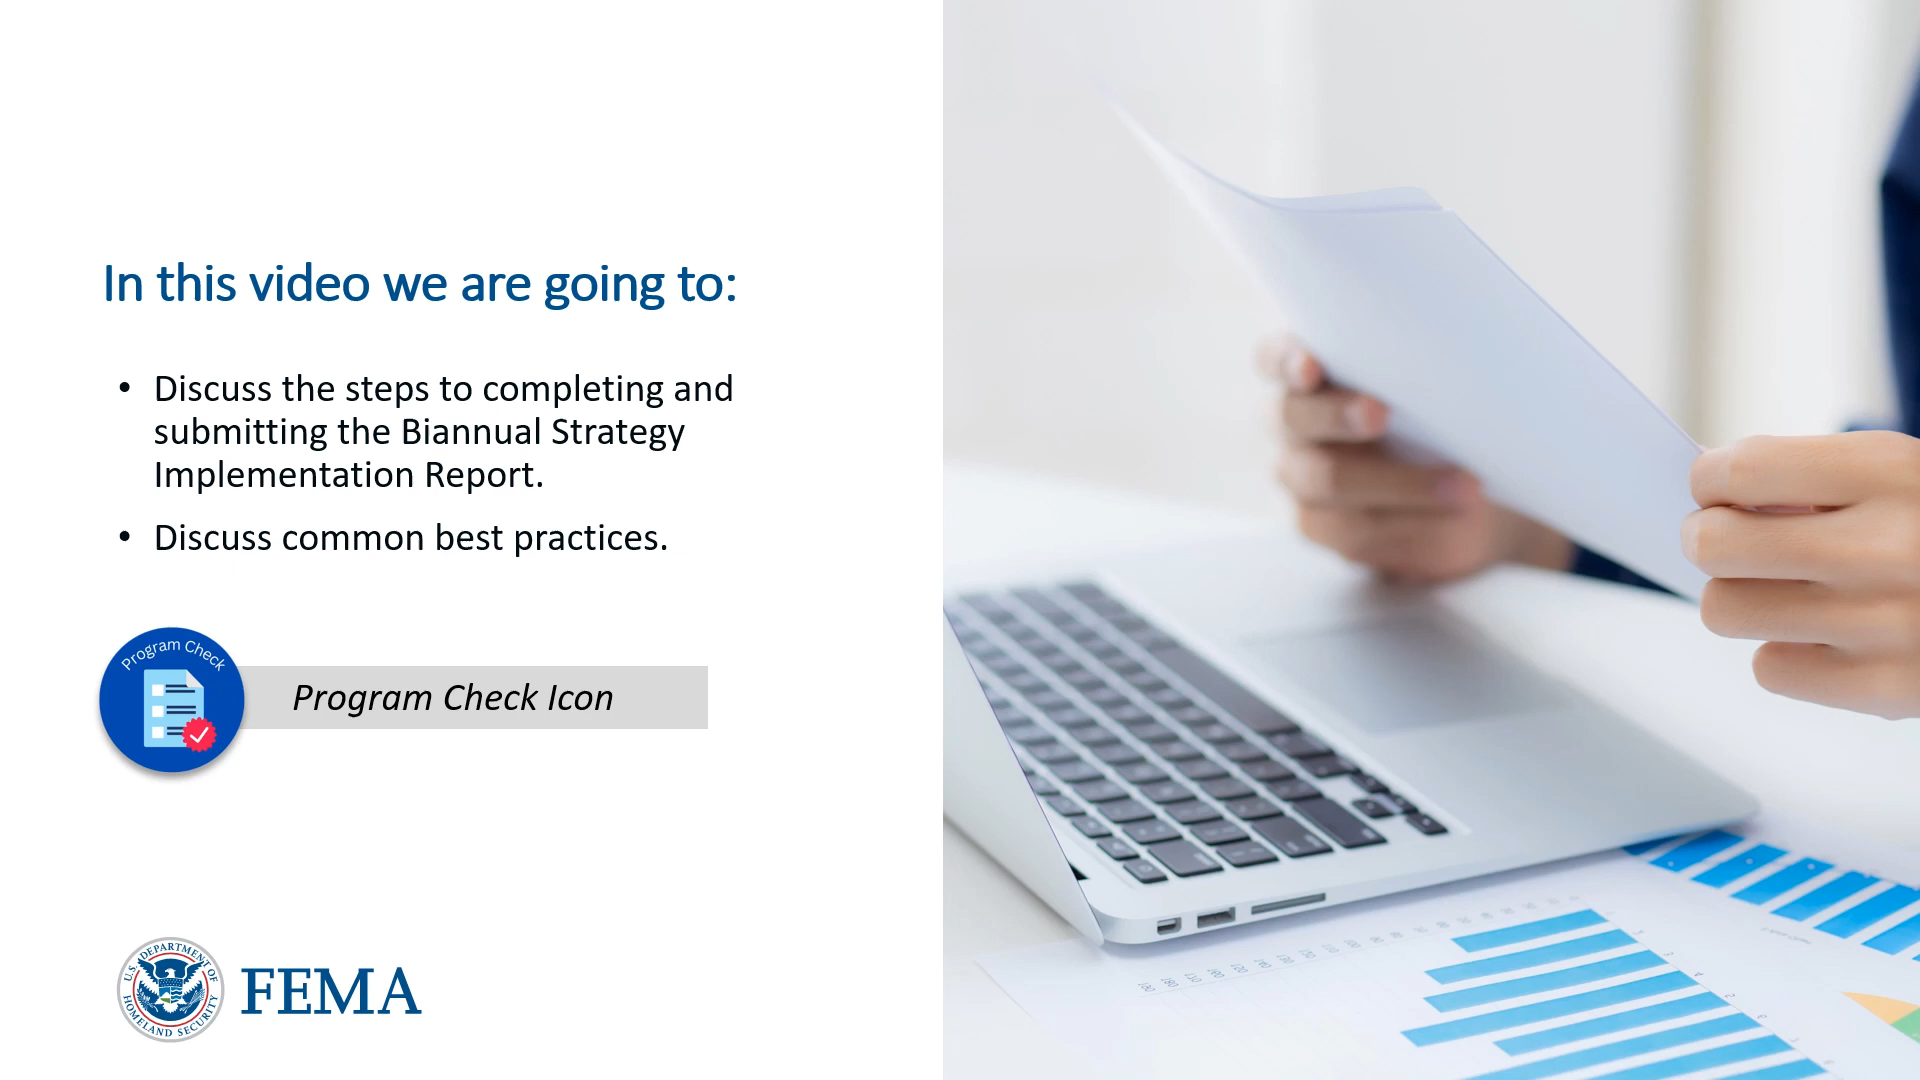 In this video we are going to:
• Discuss the steps to completing and
submitting the Biannual Strategy
Implementation Report.
• Discuss common best practices.
Program Check
Program Check Icon
U.S. DEPARTMENT OF
HOMELAND SECURITY
FEMA